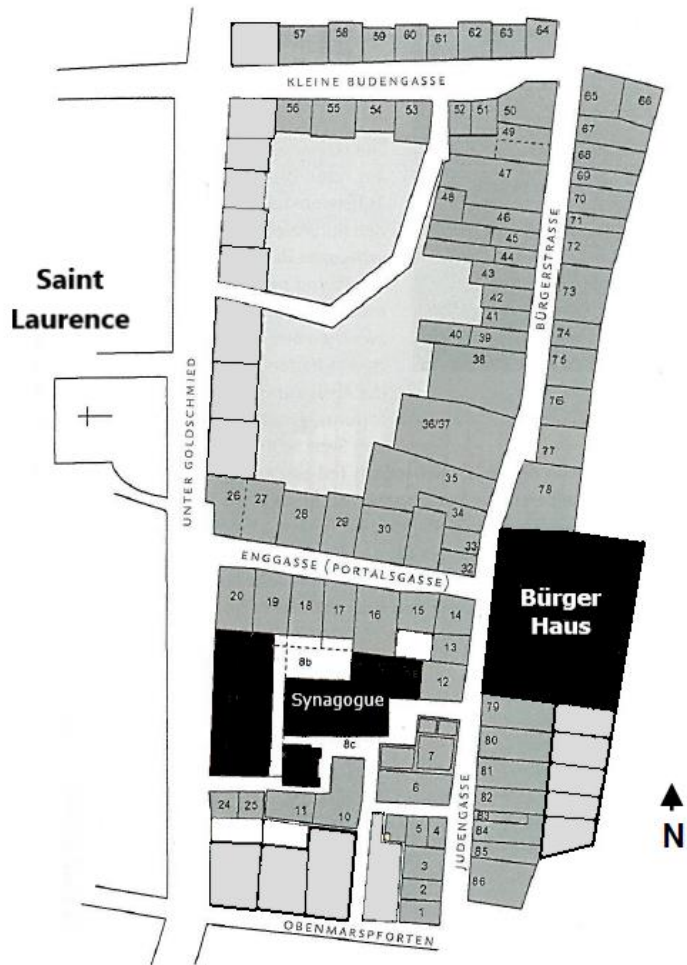 57 58 59 60 61 62 63 64
KLEINE BUDENGASSE
56 55 54 53 52 51 50
65 66
49
67
47
68
69
48
46
70
71
45
72
44
43
42
73
41
40 39
74
38
75
76
36/37
77
35
78
34
33
32
BÜRGERSTRASSE
Saint
Laurence
UNTER GOLDSCHMIED
26 27 28 29 30
ENGGASSE (PORTALSGASSE)
20 19 18 17 16 15 14
13
12
Bürger
Haus
8b
Synagogue
8c
7
6
79
80
81
82
83
84
85
86
JUDENGASSE
24 25 11 10
5 4
3
2
1
OBENMARSPFORTEN
N